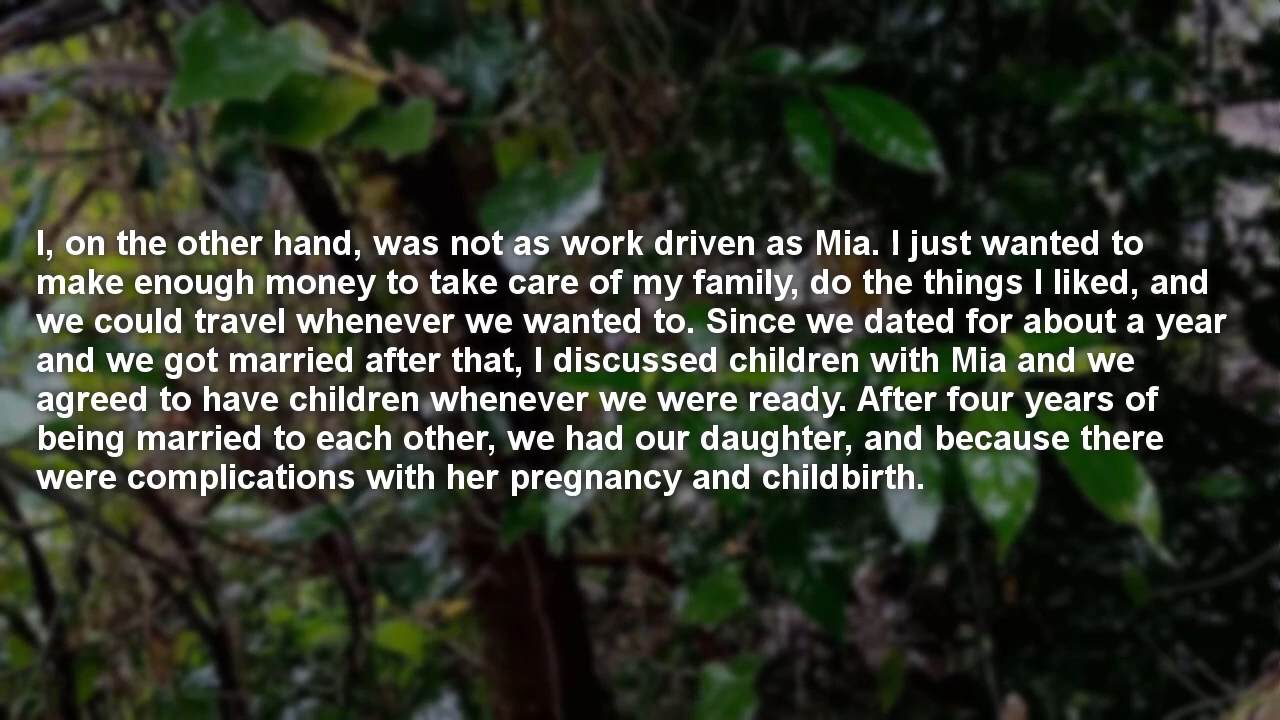 I, on the other hand, was not as work driven as Mia. I just wanted to
make enough money to take care of my family, do the things I liked, and
we could travel whenever we wanted to. Since we dated for about a year
and we got married after that, I discussed children with Mia and we
agreed to have children whenever we were ready. After four years of
being married to each other, we had our daughter, and because there
were complications with her pregnancy and childbirth.